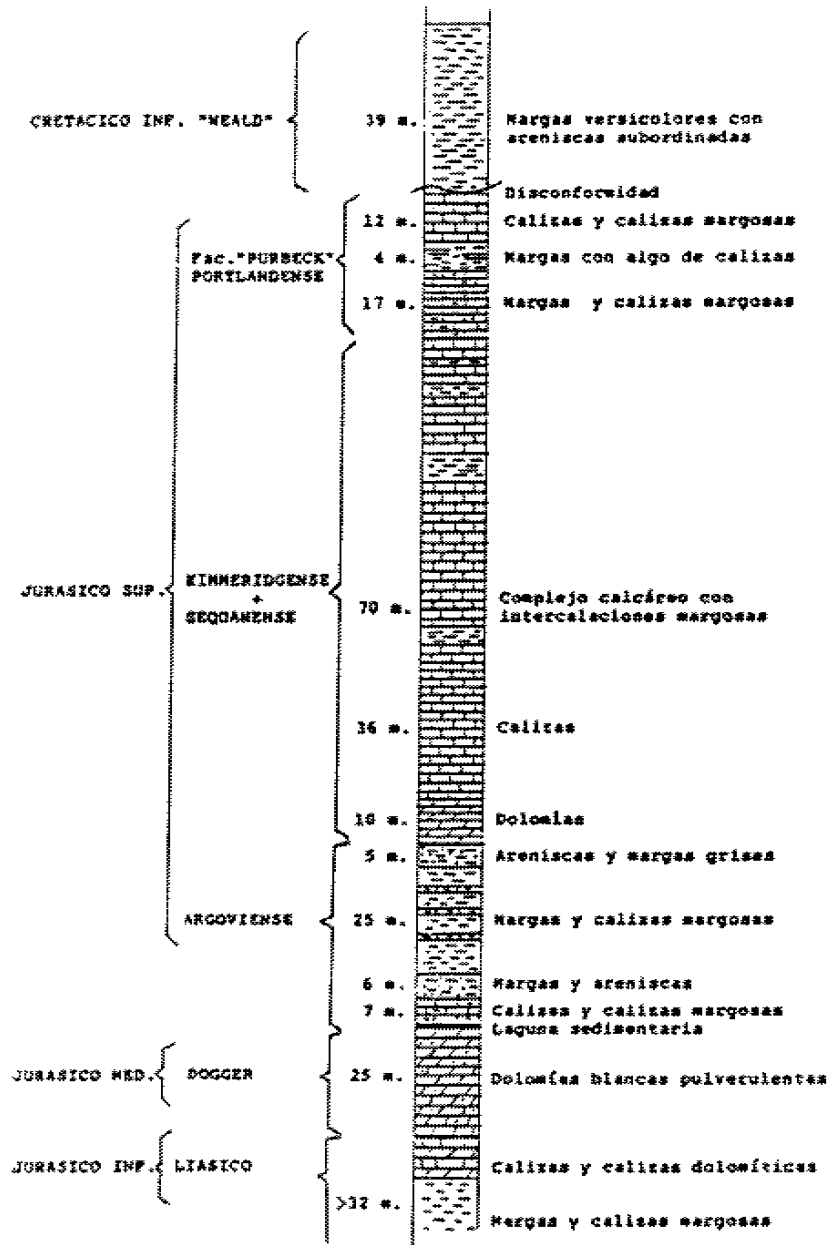 CRETACICO INF. "WEALD"
39 m.
Margas versicolores con
areniscas subordinadas
Disconformidad
12 m.
Calizas y calizas margosas
Fac."PURBECK"
PORTLANDENSE
4 m.
Margas con algo de calizas
17 m.
Margas y calizas margosas
JURASICO SUP.
KIMMERIDGENSE
+
SEQUANENSE
70 m.
Complejo calcáreo con
intercalaciones margosas
36 m.
Calizas
10 m.
Dolomías
5 m.
Areniscas y margas grises
ARGOVIENSE
25 m.
Margas y calizas margosas
6 m.
Margas y areniscas
7 m.
Calizas y calizas margosas
Laguna sedimentaria
JURASICO MED.
DOGGER
25 m.
Dolomías blancas pulverulentas
JURASICO INF.
LIASICO
Calizas y calizas dolomíticas
>32 m.
Margas y calizas margosas